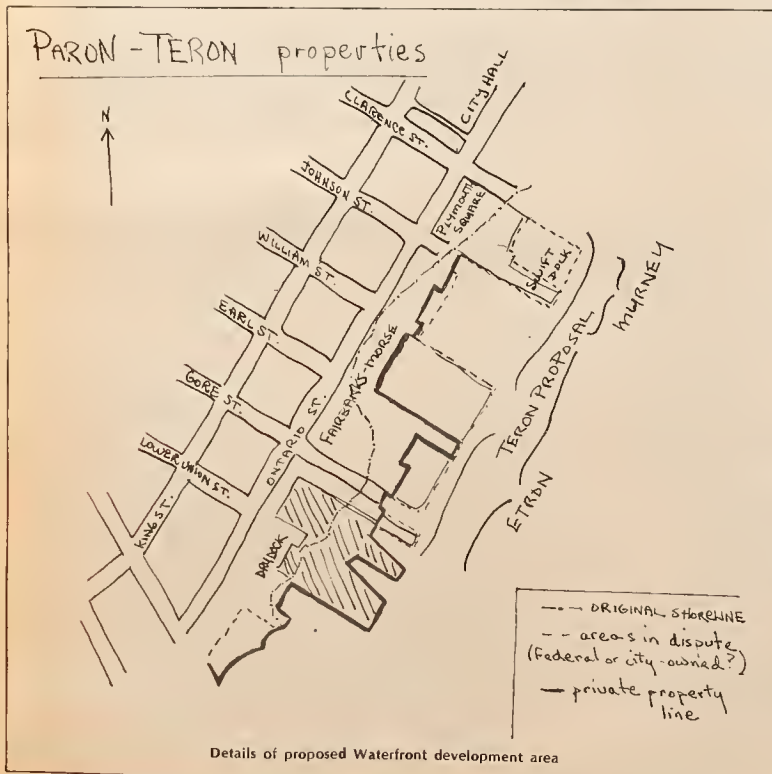 PARON - TERON properties
N
CITY HALL
CLARENCE ST.
JOHNSON ST.
PLYMOUTH
SQUARE
WILLIAM ST.
SWIFT
DOCK
MURNEY
EARL ST.
FAIRBANKS-MORSE
TERON PROPOSAL
GORE ST.
ONTARIO ST.
LOWER UNION ST.
ETRON
KING ST.
DRYDOCK
ORIGINAL SHORELINE
areas in dispute
(Federal or city-owned?)
private property
line
Details of proposed Waterfront development area